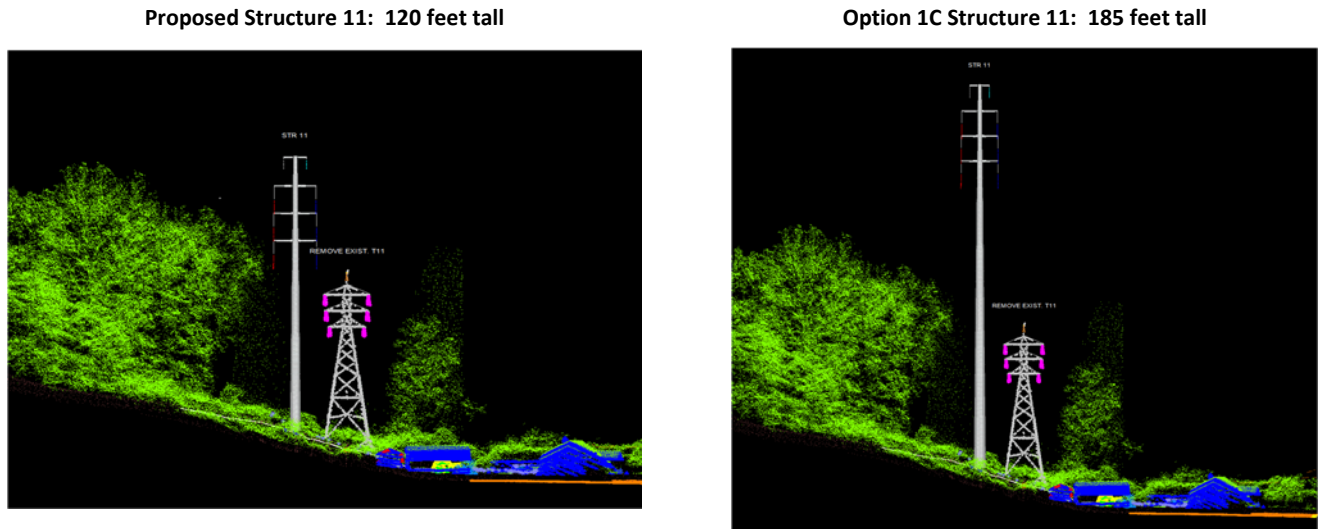 Proposed Structure 11: 120 feet tall
STR 11
REMOVE EXIST. T11
Option 1C Structure 11: 185 feet tall
STR 11
REMOVE EXIST. T11